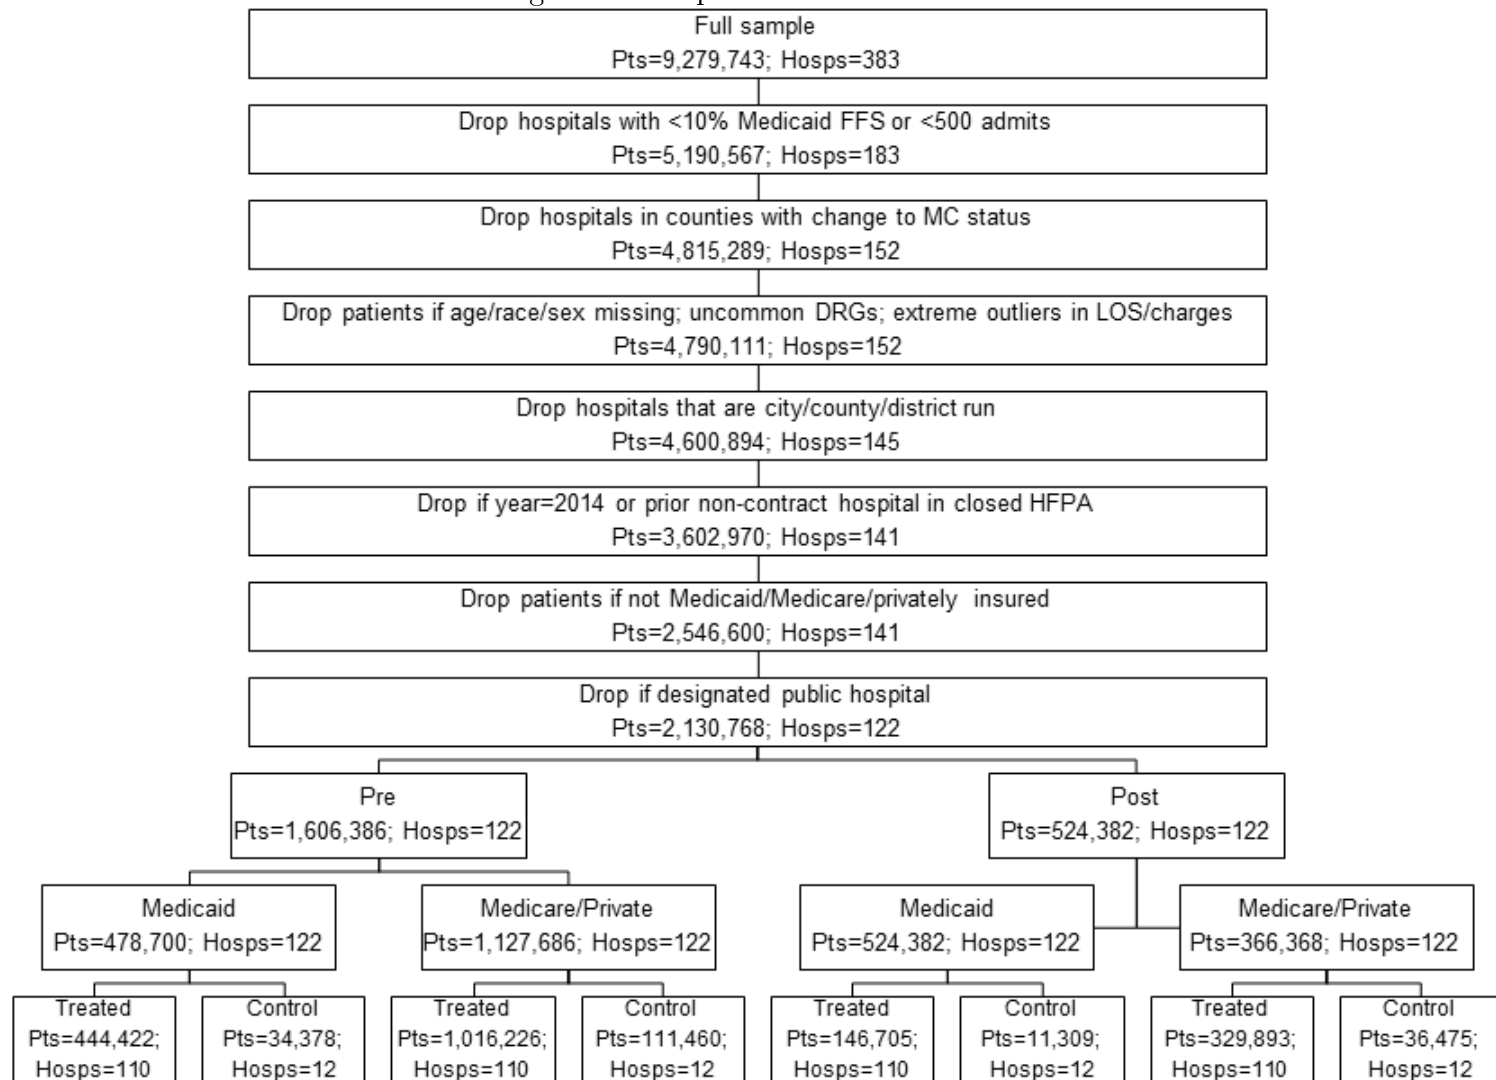 Full sample
Pts=9,279,743; Hosps=383
Drop hospitals with <10% Medicaid FFS or <500 admits
Pts=5,190,567; Hosps=183
Drop hospitals in counties with change to MC status
Pts=4,815,289; Hosps=152
Drop patients if age/race/sex missing; uncommon DRGs; extreme outliers in LOS/charges
Pts=4,790,111; Hosps=152
Drop hospitals that are city/county/district run
Pts=4,600,894; Hosps=145
Drop if year=2014 or prior non-contract hospital in closed HFPA
Pts=3,602,970; Hosps=141
Drop patients if not Medicaid/Medicare/privately insured
Pts=2,546,600; Hosps=141
Drop if designated public hospital
Pts=2,130,768; Hosps=122
Pre
Pts=1,606,386; Hosps=122
Post
Pts=524,382; Hosps=122
Medicaid
Pts=478,700; Hosps=122
Medicare/Private
Pts=1,127,686; Hosps=122
Medicaid
Pts=524,382; Hosps=122
Medicare/Private
Pts=366,368; Hosps=122
Treated
Pts=444,422;
Hosps=110
Control
Pts=34,378;
Hosps=12
Treated
Pts=1,016,226;
Hosps=110
Control
Pts=111,460;
Hosps=12
Treated
Pts=146,705;
Hosps=110
Control
Pts=11,309;
Hosps=12
Treated
Pts=329,893;
Hosps=110
Control
Pts=36,475;
Hosps=12